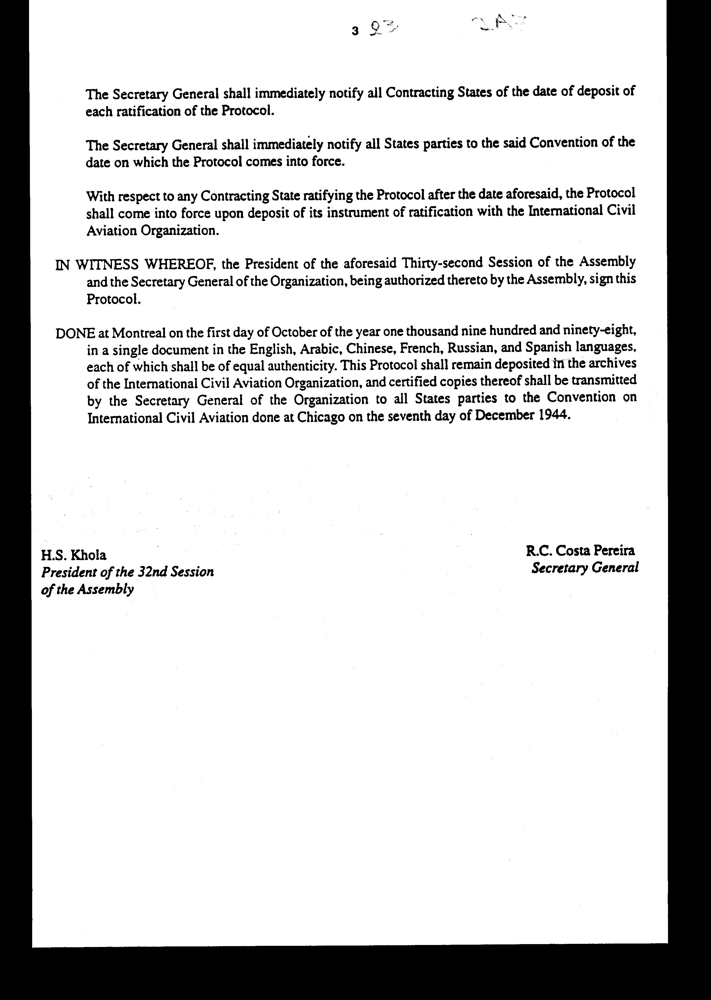 3 23
The Secretary General shall immediately notify all Contracting States of the date of deposit of
each ratification of the Protocol.
The Secretary General shall immediately notify all States parties to the said Convention of the
date on which the Protocol comes into force.
With respect to any Contracting State ratifying the Protocol after the date aforesaid, the Protocol
shall come into force upon deposit of its instrument of ratification with the International Civil
Aviation Organization.
IN WITNESS WHEREOF, the President of the aforesaid Thirty-second Session of the Assembly
and the Secretary General of the Organization, being authorized thereto by the Assembly, sign this
Protocol.
DONE at Montreal on the first day of October of the year one thousand nine hundred and ninety-eight,
in a single document in the English, Arabic, Chinese, French, Russian, and Spanish languages,
each of which shall be of equal authenticity. This Protocol shall remain deposited in the archives
of the International Civil Aviation Organization, and certified copies thereof shall be transmitted
by the Secretary General of the Organization to all States parties to the Convention on
International Civil Aviation done at Chicago on the seventh day of December 1944.
H.S. Khola
President of the 32nd Session
of the Assembly
R.C. Costa Pereira
Secretary General